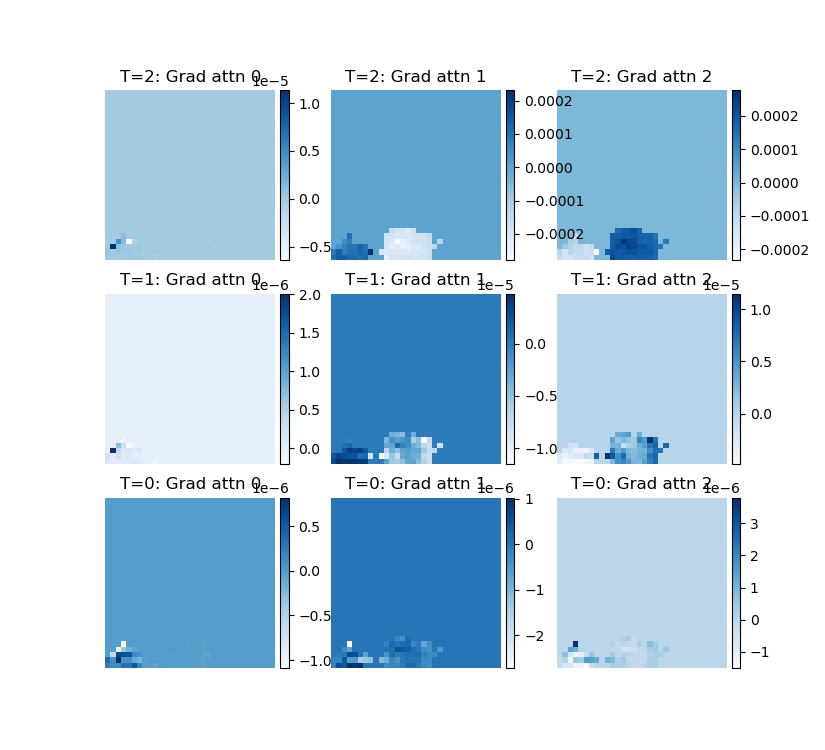 T=2: Grad attn 0
1e−5
T=2: Grad attn 1
T=2: Grad attn 2
1.0
0.5
0.0
−0.5
0.0002
0.0001
0.0000
−0.0001
−0.0002
0.0002
0.0001
0.0000
−0.0001
−0.0002
T=1: Grad attn 0
1e−6
T=1: Grad attn 1
1e−5
T=1: Grad attn 2
1e−5
2.0
1.5
1.0
0.5
0.0
0.0
−0.5
−1.0
1.0
0.5
0.0
T=0: Grad attn 0
1e−6
T=0: Grad attn 1
1e−6
T=0: Grad attn 2
1e−6
0.5
0.0
−0.5
−1.0
1
0
−1
−2
3
2
1
0
−1